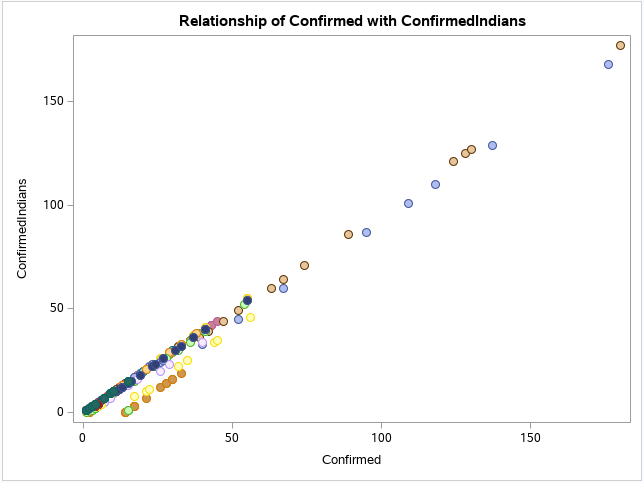 Relationship of Confirmed with ConfirmedIndians
150
100
50
0
ConfirmedIndians
0 50 100 150
Confirmed